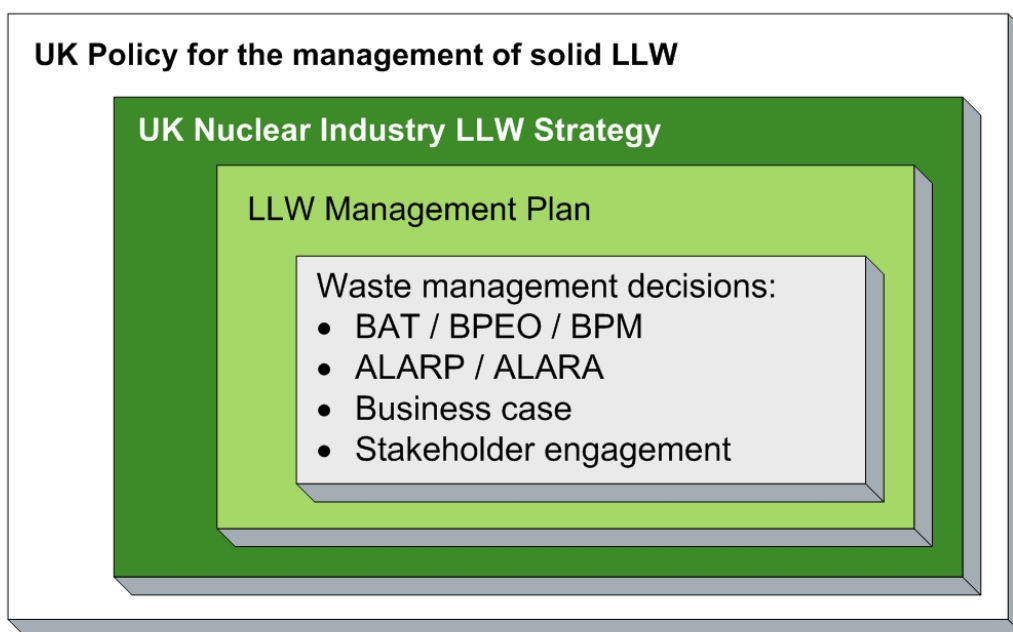 UK Policy for the management of solid LLW
UK Nuclear Industry LLW Strategy
LLW Management Plan
Waste management decisions:
• BAT / BPEO / BPM
• ALARP / ALARA
• Business case
• Stakeholder engagement